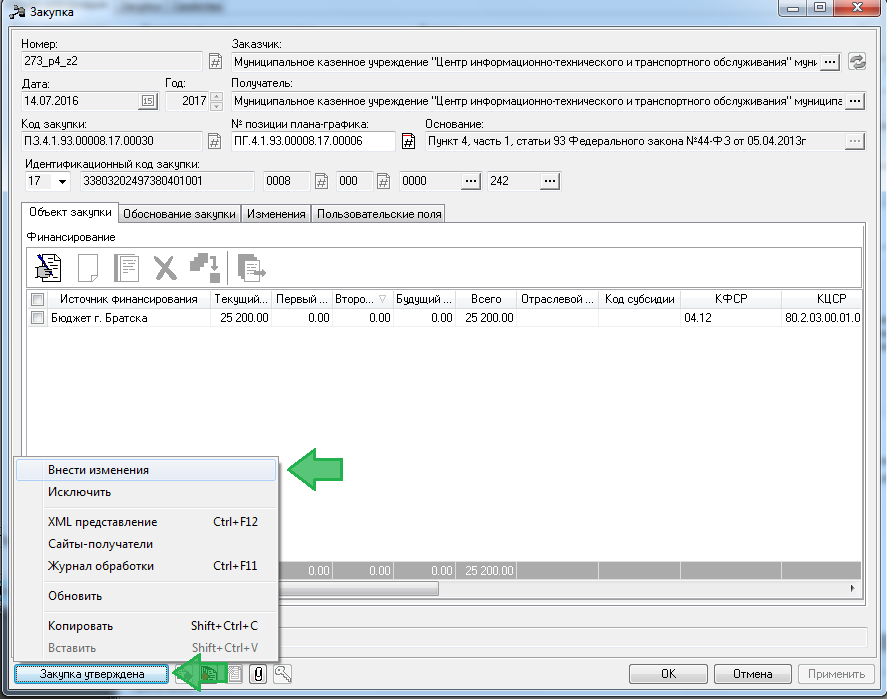 Закупка
Номер: Заказчик:
273_p4_z2 Муниципальное казенное учреждение "Центр информационно-технического и транспортного обслуживания" муни ...
Дата: Год: Получатель:
14.07.2016 15 2017 Муниципальное казенное учреждение "Центр информационно-технического и транспортного обслуживания" муниципа ...
Код закупки: № позиции плана-графика: Основание:
ПЗ.4.1.93.00008.17.00030 # ПГ.4.1.93.00008.17.00006 # Пункт 4, часть 1, статьи 93 Федерального закона №44-ФЗ от 05.04.2013г ...
Идентификационный код закупки:
17 33803202497380401001 0008 # 000 # 0000 ... 242 ...
Объект закупки Обоснование закупки Изменения Пользовательские поля
Финансирование
Источник финансирования Текущий... Первый ... Второ... Будущий ... Всего Отраслевой ... Код субсидии КФСР КЦСР
Бюджет г. Братска 25 200.00 0.00 0.00 0.00 25 200.00 04.12 80.2.03.00.01.0
Внести изменения
Исключить
XML представление Ctrl+F12
Сайты-получатели
Журнал обработки Ctrl+F11
0.00 0.00 0.00 25 200.00
Обновить
Копировать Shift+Ctrl+C
Вставить Shift+Ctrl+V
Закупка утверждена OK Отмена Применить